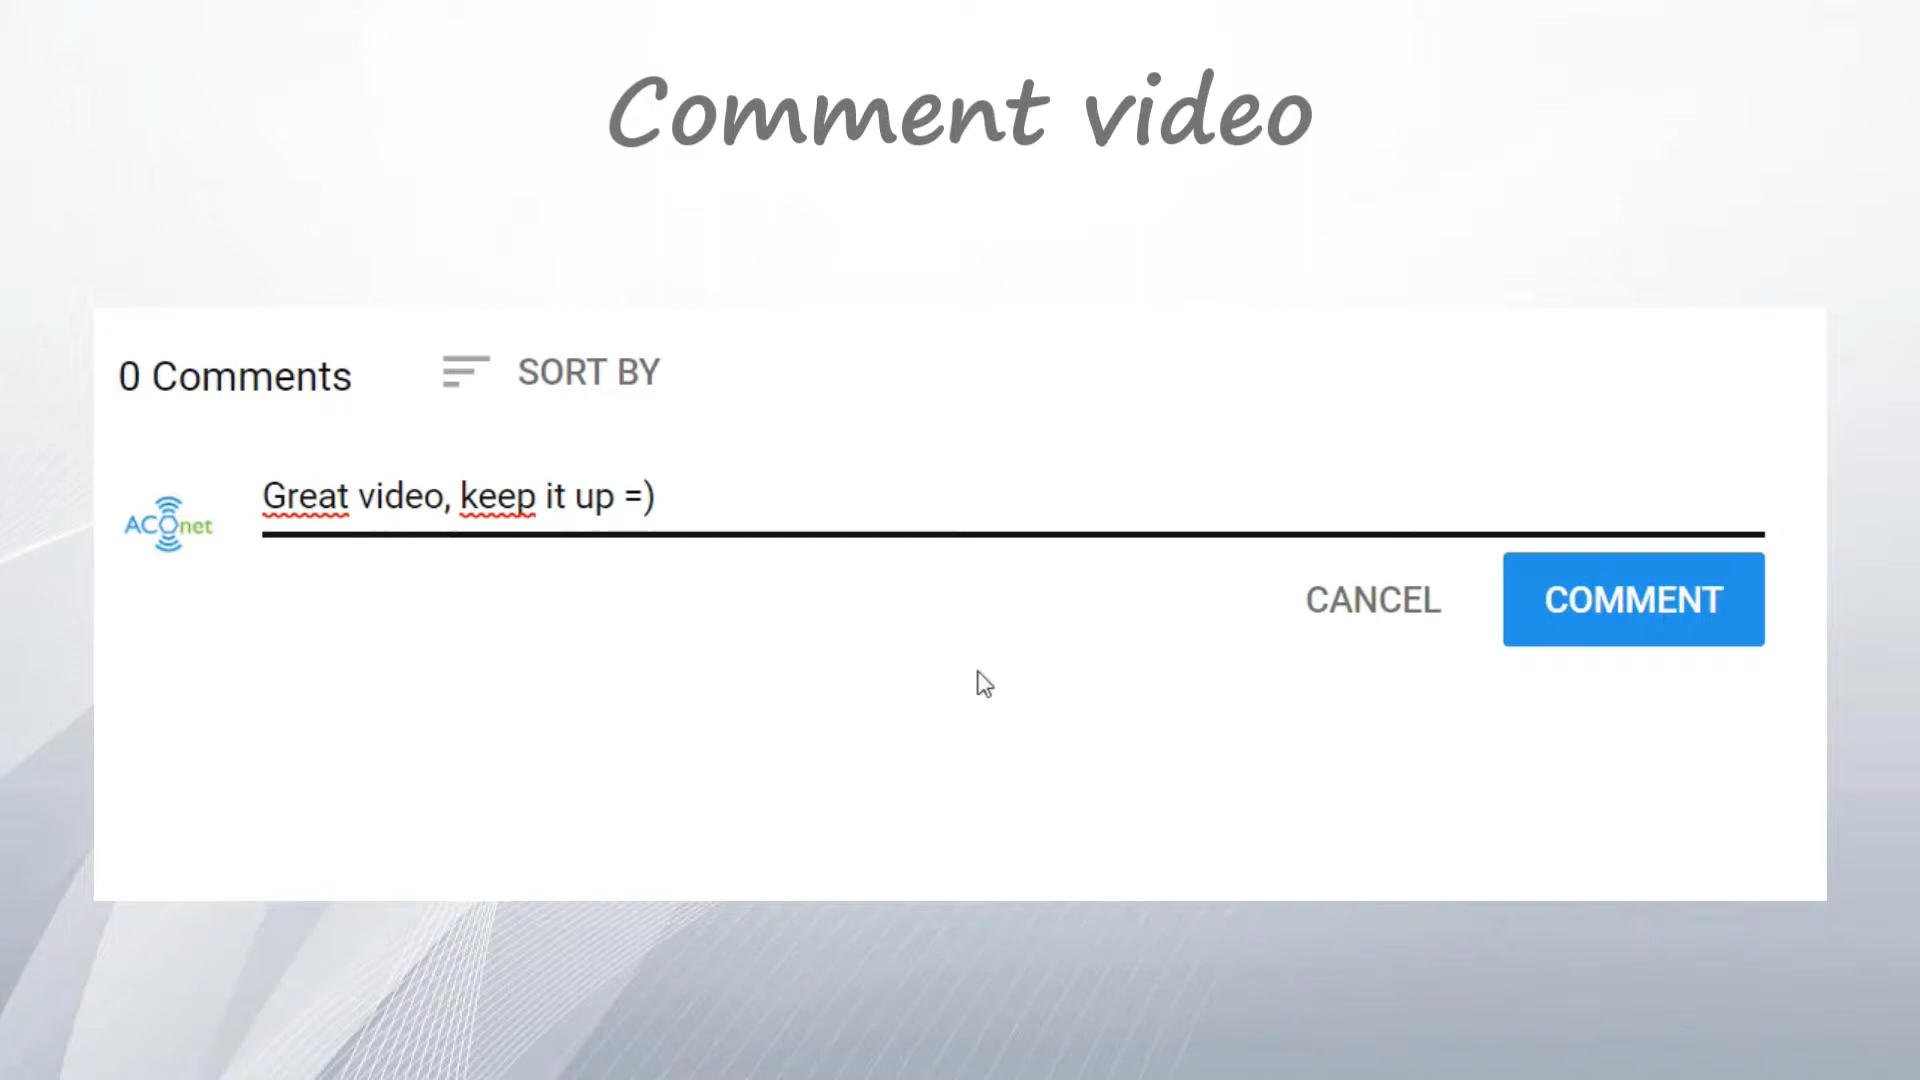 Comment video
0 Comments
SORT BY
Great video, keep it up =)
ACOnet
CANCEL
COMMENT